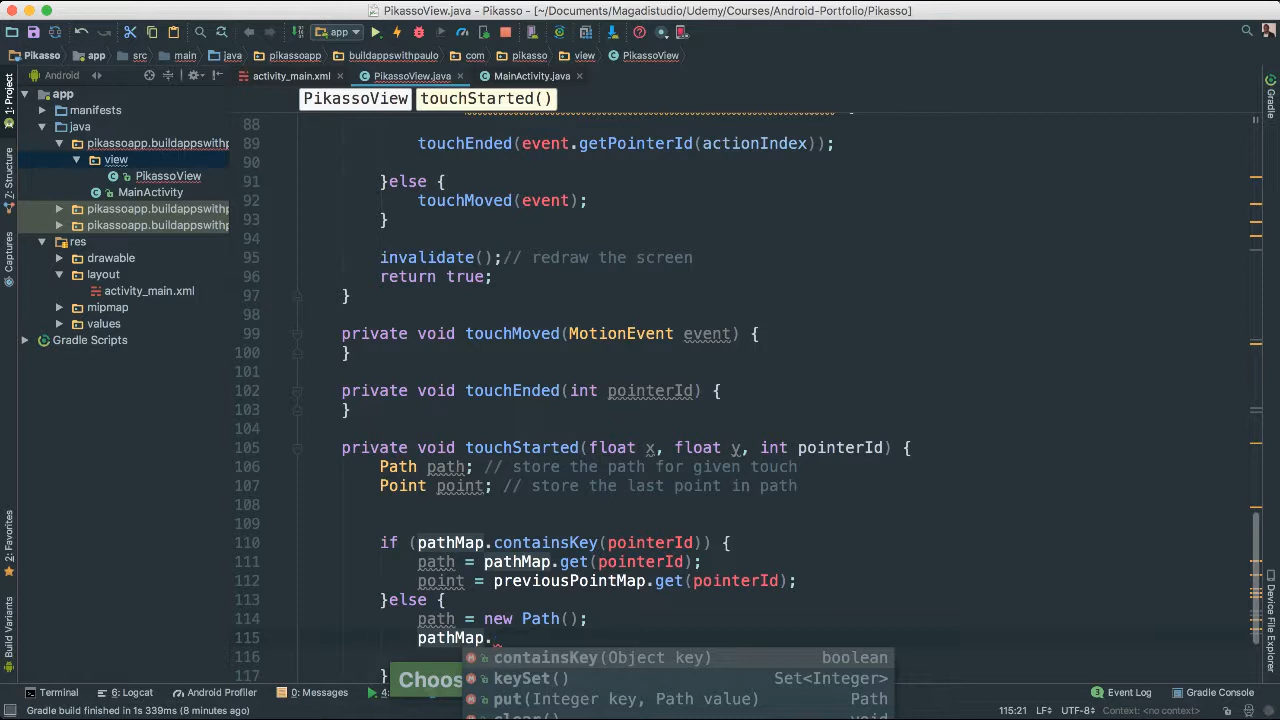 PikassoView.java - Pikasso - [~/Documents/Magadistudio/Udemy/Courses/Android-Portfolio/Pikasso]
app
Pikasso app src main java pikassoapp buildappswithpaulo com pikasso view PikassoView
Android
activity_main.xml PikassoView.java MainActivity.java
PikassoView touchStarted()
1: Project
7: Structure
Captures
2: Favorites
Build Variants
Gradle
Device File Explorer
app
manifests
java
pikassoapp.buildappswithp
view
PikassoView
MainActivity
pikassoapp.buildappswithp
pikassoapp.buildappswithp
res
drawable
layout
activity_main.xml
mipmap
values
Gradle Scripts
88
89 touchEnded(event.getPointerId(actionIndex));
90
91 }else {
92 touchMoved(event);
93 }
94
95 invalidate();// redraw the screen
96 return true;
97 }
98
99 private void touchMoved(MotionEvent event) {
100 }
101
102 private void touchEnded(int pointerId) {
103 }
104
105 private void touchStarted(float x, float y, int pointerId) {
106 Path path; // store the path for given touch
107 Point point; // store the last point in path
108
109
110 if (pathMap.containsKey(pointerId)) {
111 path = pathMap.get(pointerId);
112 point = previousPointMap.get(pointerId);
113 }else {
114 path = new Path();
115 pathMap.
116
117 }
containsKey(Object key) boolean
keySet() Set<Integer>
put(Integer key, Path value) Path
clear() void
Choos
Terminal 6: Logcat Android Profiler 0: Messages 4: Event Log Gradle Console
Gradle build finished in 1s 339ms (8 minutes ago) 115:21 LF÷ UTF-8÷ Context: <no context>